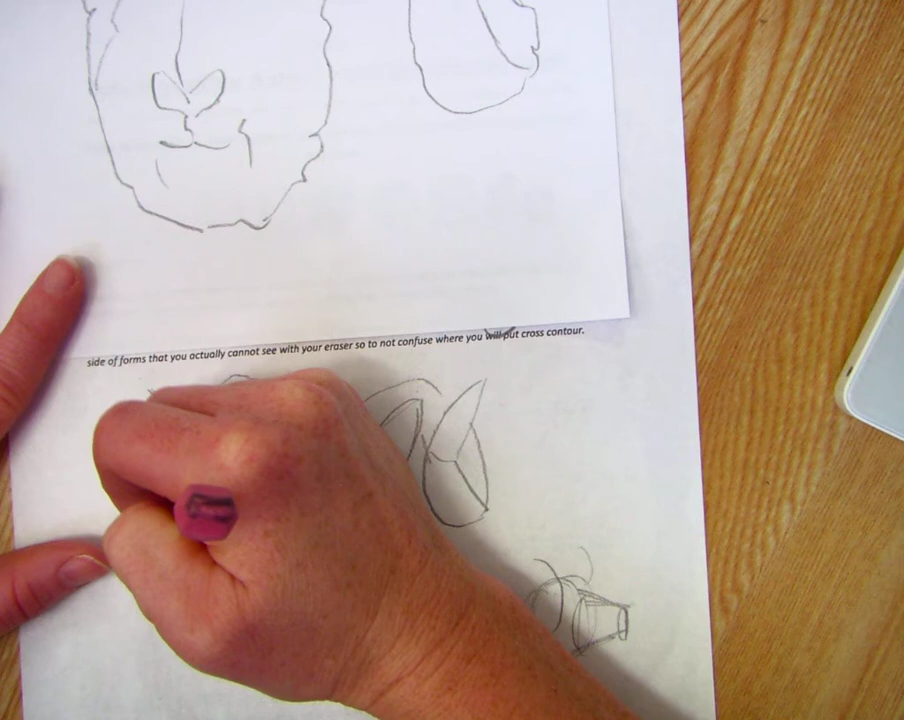 side of forms that you actually cannot see with your eraser so to not confuse where you will put cross contour.